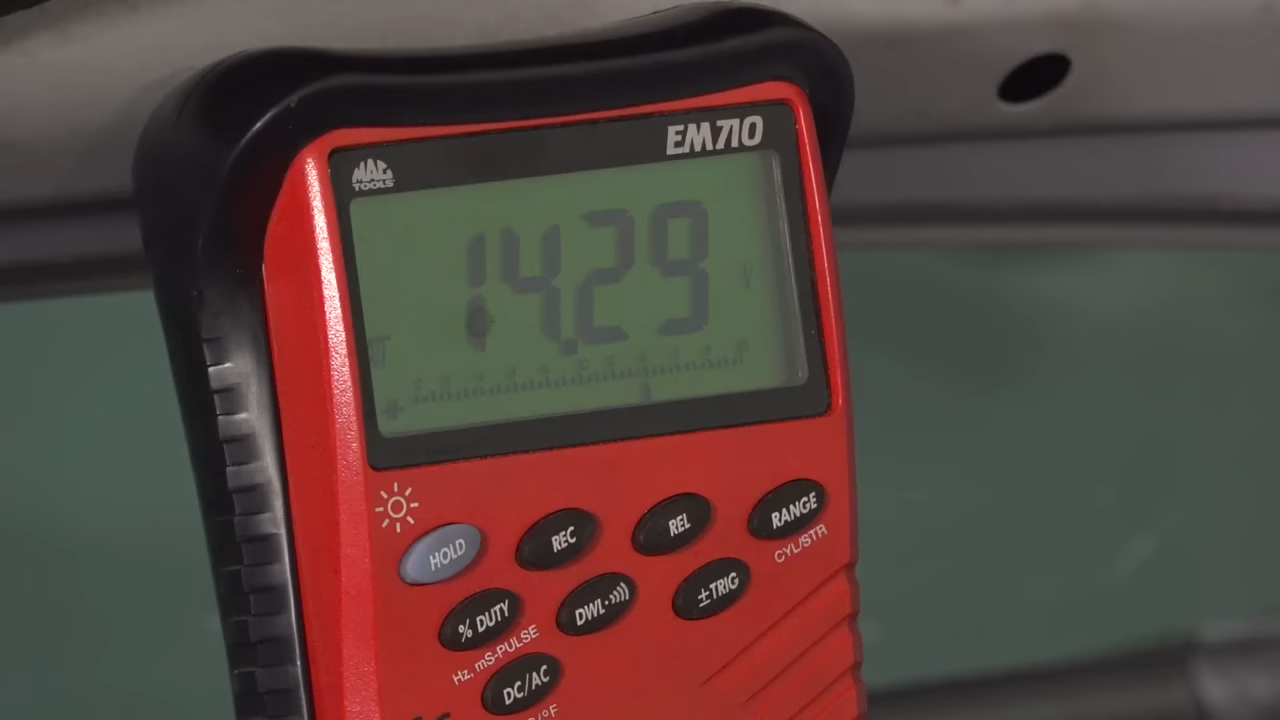 EM710
MAC
TOOLS
14.29
V
HOLD
REC
REL
RANGE
CYL/STR
% DUTY
DWL·)))
±TRIG
Hz, mS-PULSE
DC/AC